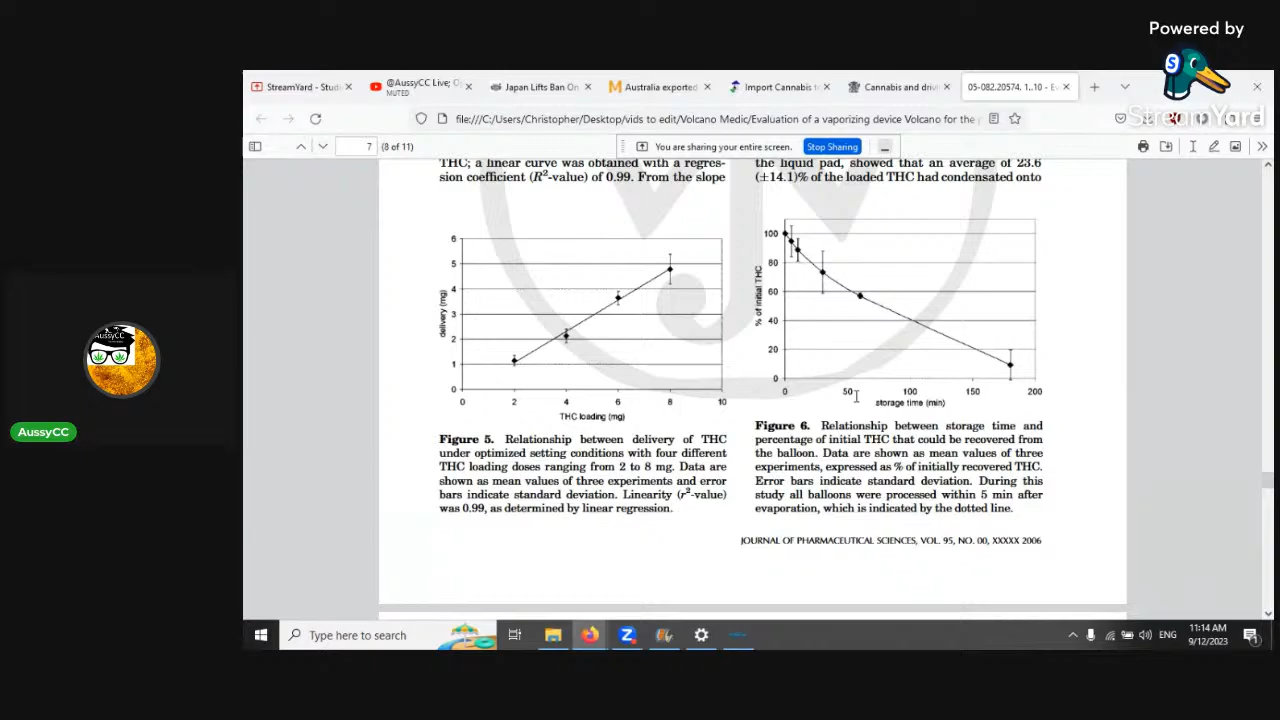 Powered by
StreamYard
StreamYard - Stud
@AussyCC Live; O
MUTED
Japan Lifts Ban On
Australia exported
Import Cannabis to
Cannabis and driv
05-082.20574. 1..10 - Ev
file:///C:/Users/Christopher/Desktop/vids to edit/Volcano Medic/Evaluation of a vaporizing device Volcano for the
7 (8 of 11)
You are sharing your entire screen.
Stop Sharing
THC; a linear curve was obtained with a regres-
sion coefficient (R²-value) of 0.99. From the slope
the liquid pad, showed that an average of 23.6
(±14.1)% of the loaded THC had condensated onto
6
5
4
3
2
1
0
delivery (mg)
0 2 4 6 8 10
THC loading (mg)
100
80
60
40
20
0
% of initial THC
0 50 100 150 200
storage time (min)
Figure 5. Relationship between delivery of THC
under optimized setting conditions with four different
THC loading doses ranging from 2 to 8 mg. Data are
shown as mean values of three experiments and error
bars indicate standard deviation. Linearity (r²-value)
was 0.99, as determined by linear regression.
Figure 6. Relationship between storage time and
percentage of initial THC that could be recovered from
the balloon. Data are shown as mean values of three
experiments, expressed as % of initially recovered THC.
Error bars indicate standard deviation. During this
study all balloons were processed within 5 min after
evaporation, which is indicated by the dotted line.
JOURNAL OF PHARMACEUTICAL SCIENCES, VOL. 95, NO. 00, XXXXX 2006
AussyCC
AussyCC
Type here to search
ENG
11:14 AM
9/12/2023